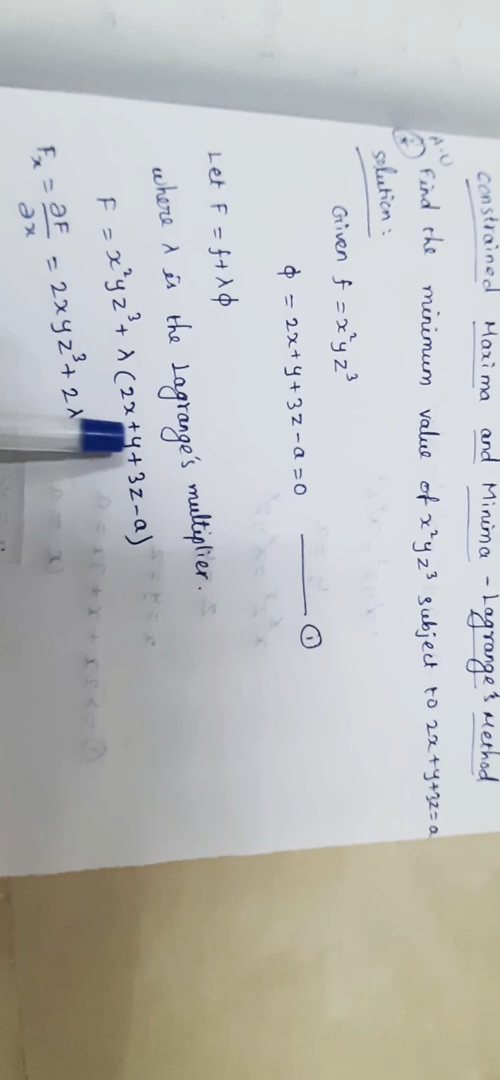 Constrained Maxima and Minima - Lagrange's Method
A.U
Find the minimum value of x²yz³ subject to 2x+y+3z=a
Solution:
Given f = x²yz³
ϕ = 2x+y+3z-a=0 ——— ①
Let F = f+λϕ
where λ is the Lagrange's multiplier.
F = x²yz³ + λ(2x+y+3z-a)
Fx = ∂F/∂x = 2xyz³ + 2λ